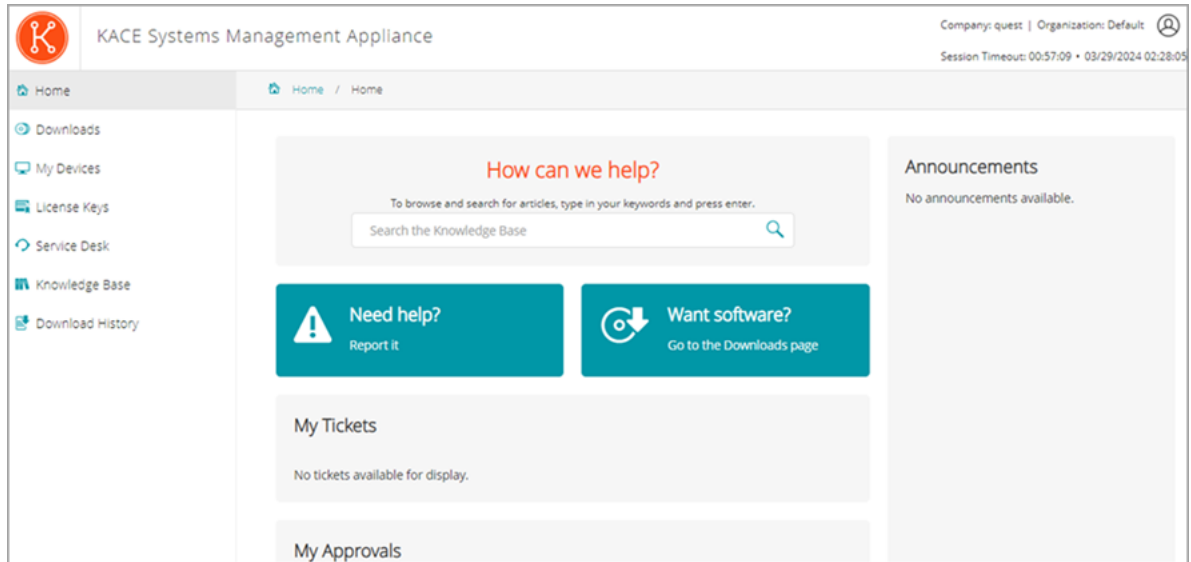 KACE Systems Management Appliance
Company: quest | Organization: Default
Session Timeout: 00:57:09 • 03/29/2024 02:28:05
Home
Downloads
My Devices
License Keys
Service Desk
Knowledge Base
Download History
Home / Home
How can we help?
To browse and search for articles, type in your keywords and press enter.
Search the Knowledge Base
Need help?
Report it
Want software?
Go to the Downloads page
My Tickets
No tickets available for display.
My Approvals
Announcements
No announcements available.